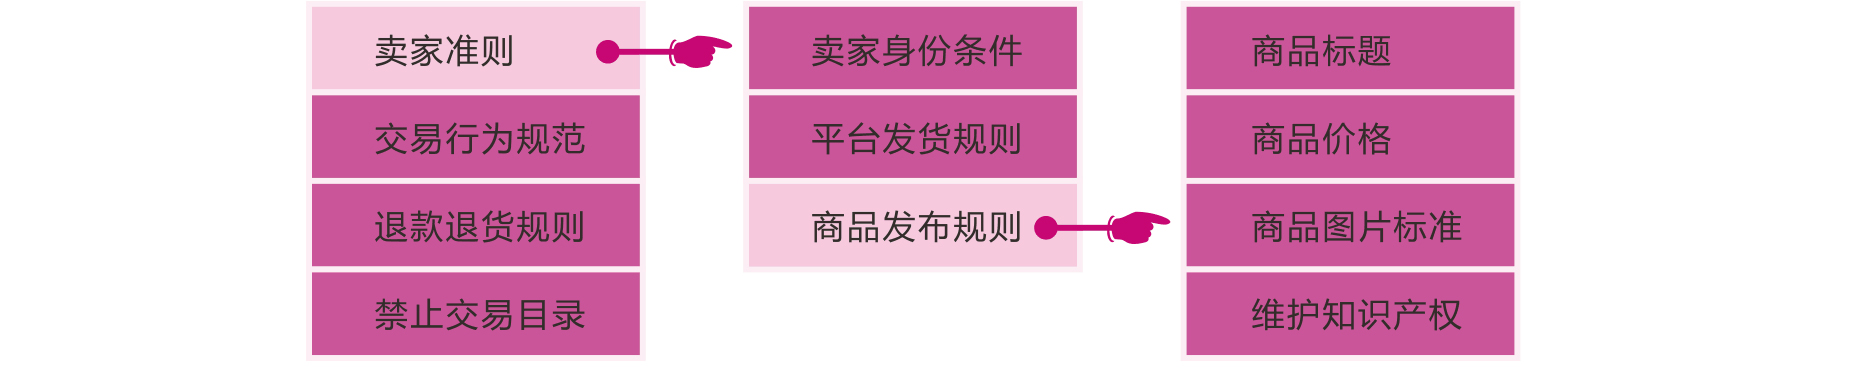 卖家准则
交易行为规范
退款退货规则
禁止交易目录
卖家身份条件
平台发货规则
商品发布规则
商品标题
商品价格
商品图片标准
维护知识产权